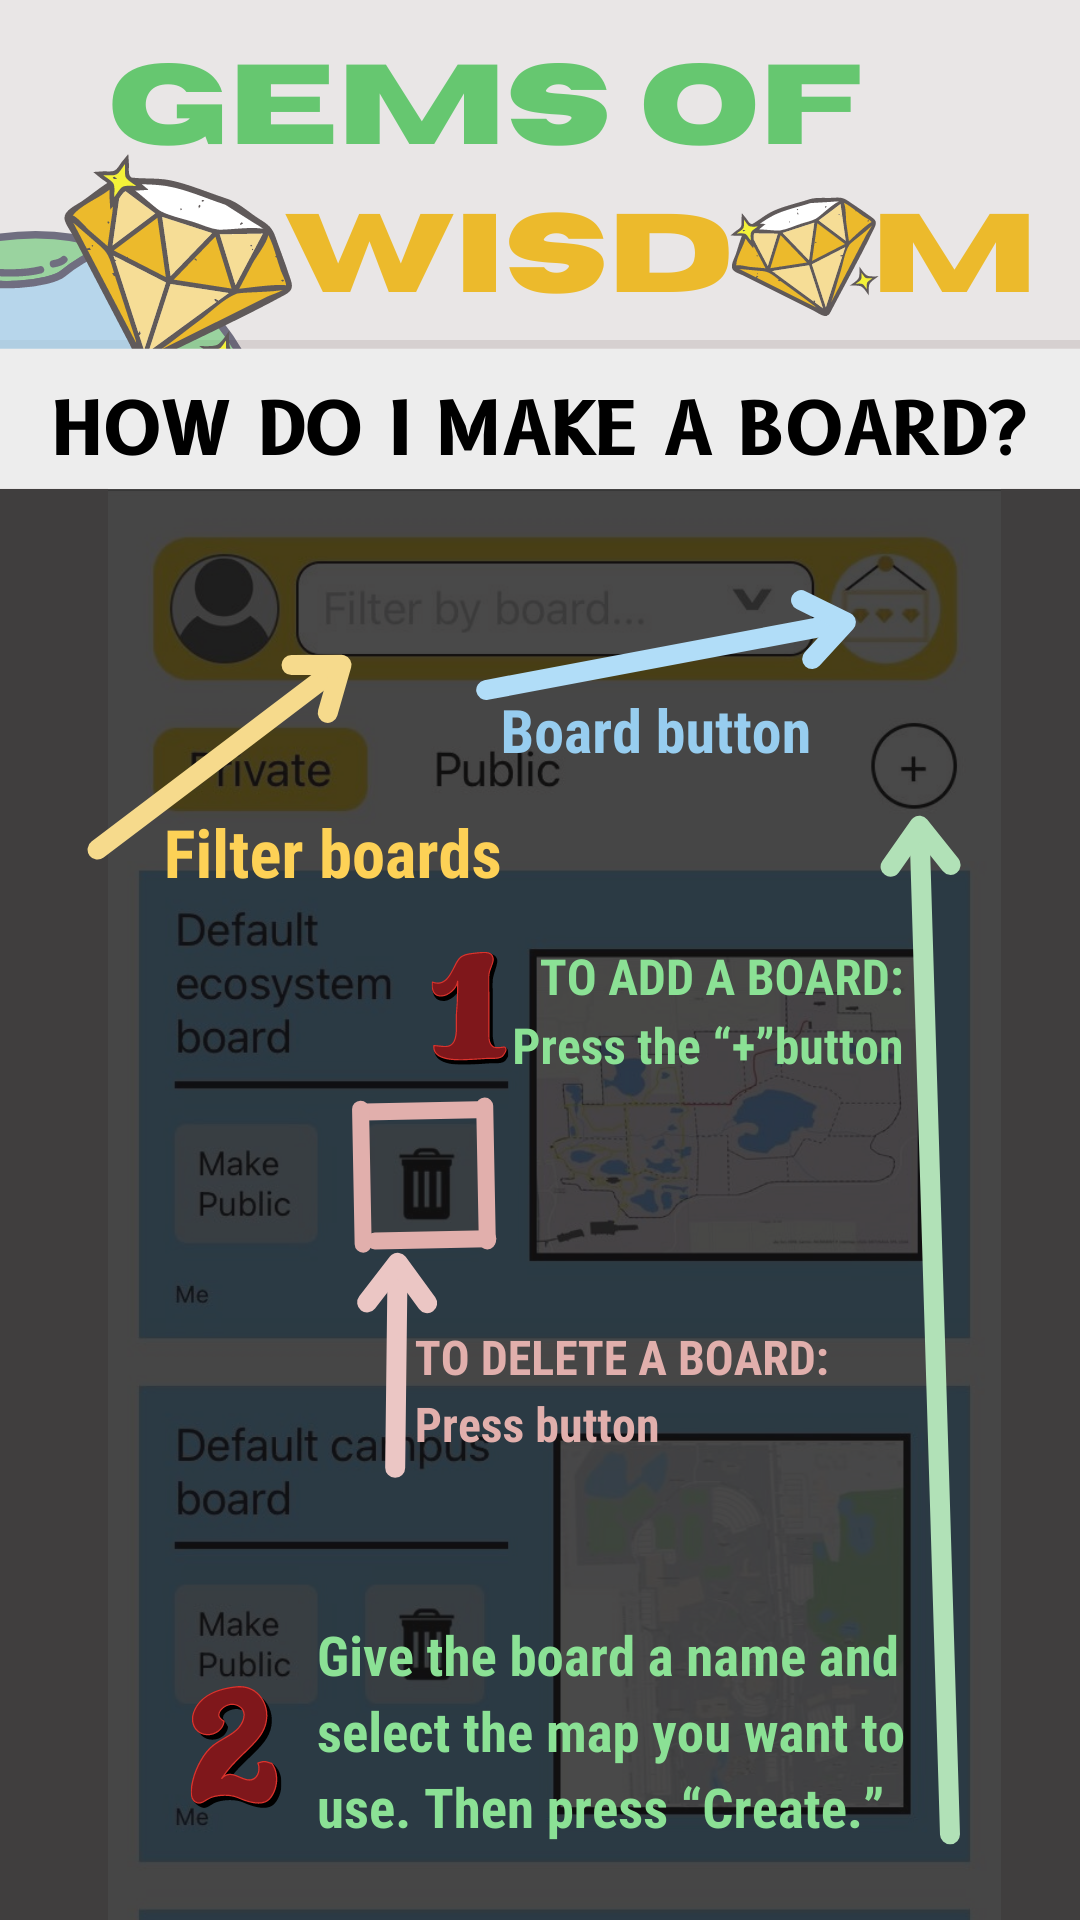 GEMS OF
WISDOM
HOW DO I MAKE A BOARD?
Filter by board...
Board button
Private
Public
+
Filter boards
Default
ecosystem
board
1
TO ADD A BOARD:
Press the “+”button
Make
Public
Me
TO DELETE A BOARD:
Press button
Default campus
board
Make
Public
2
Give the board a name and
select the map you want to
use. Then press “Create.”
Me